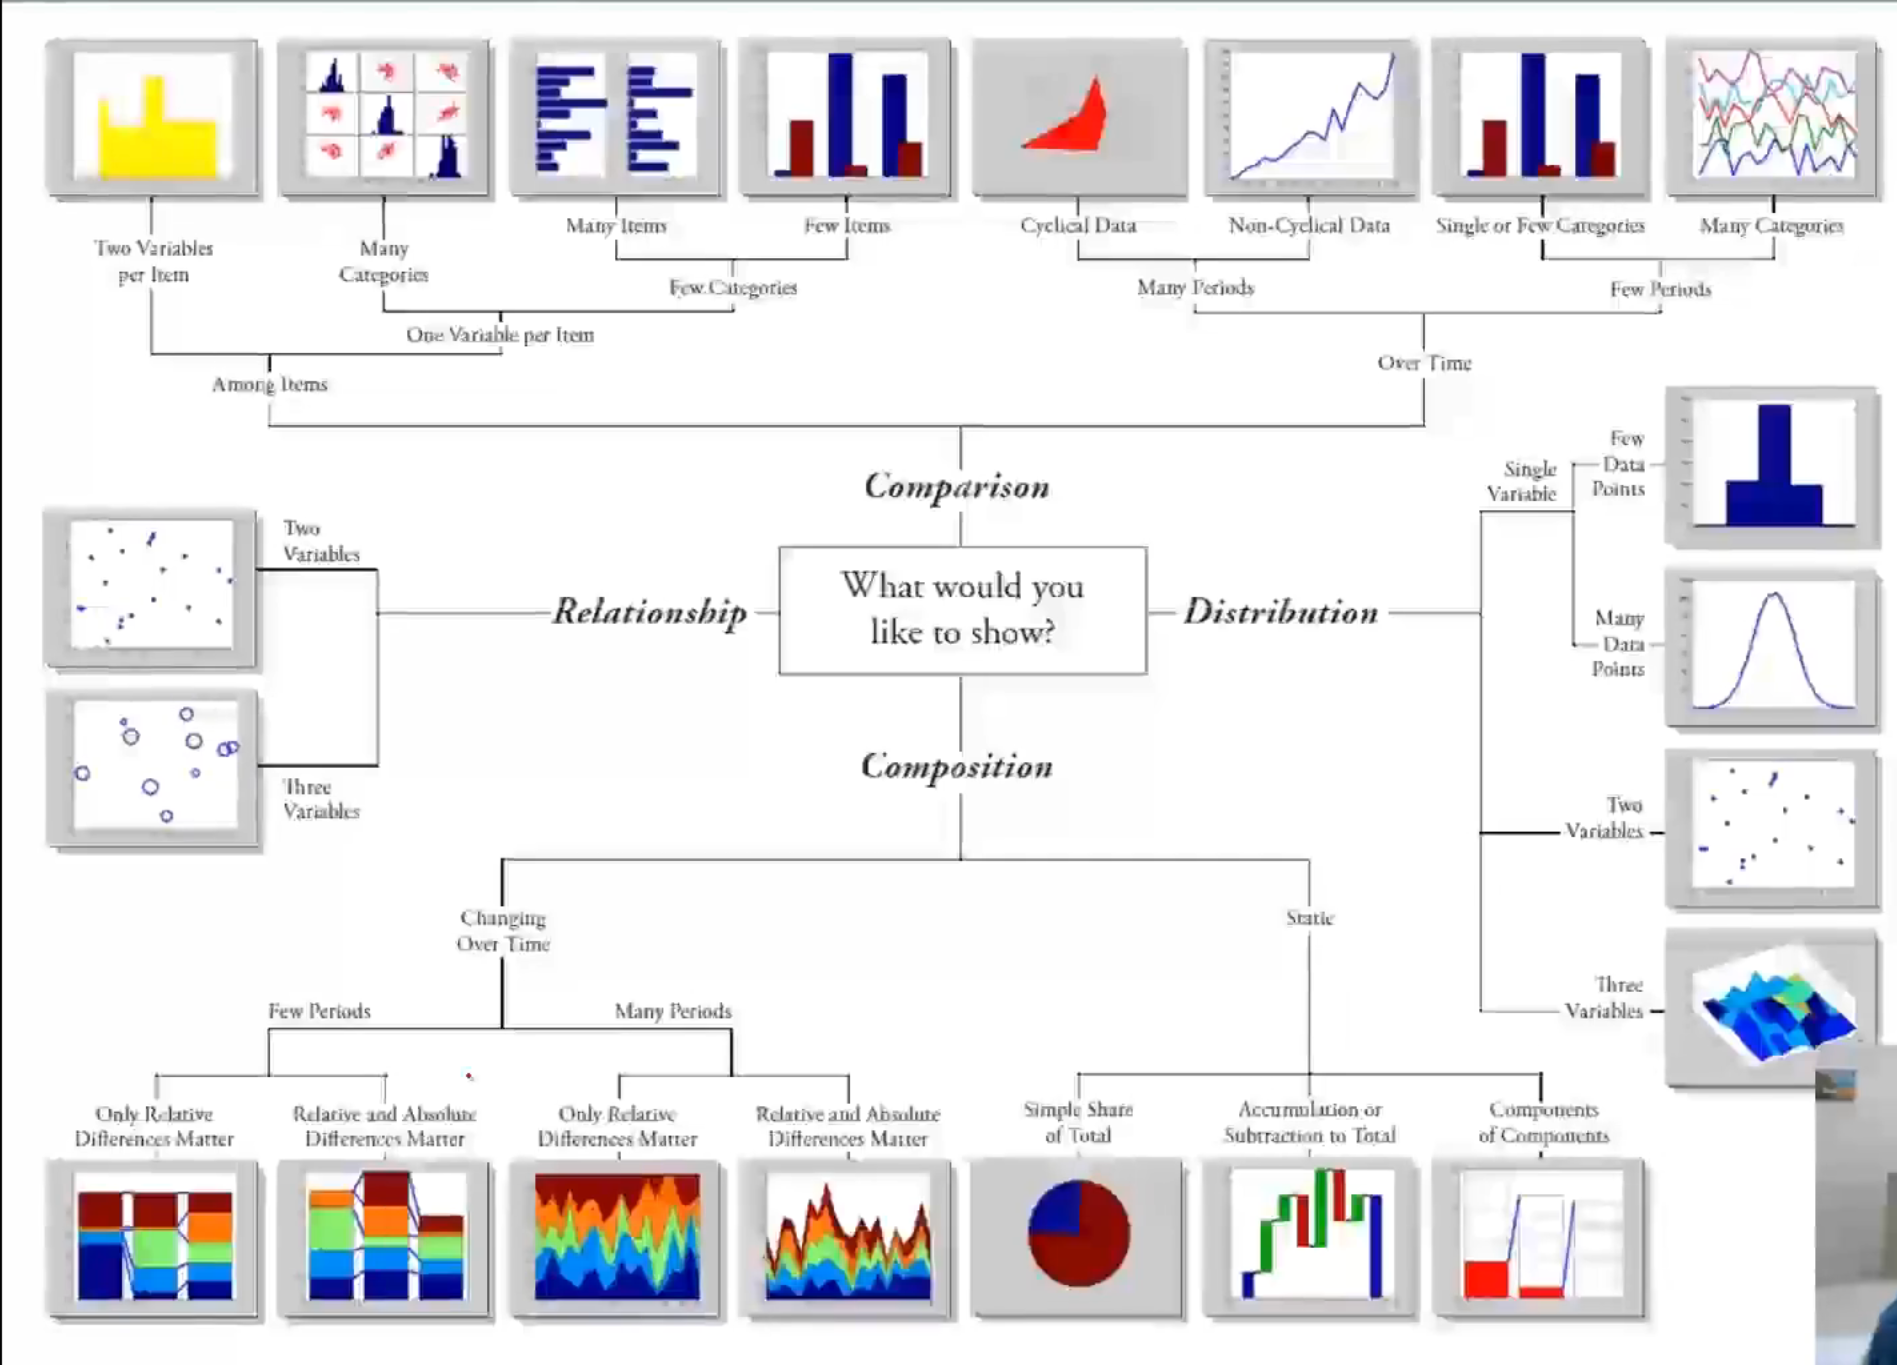 Many Items
Few Items
Cyclical Data
Non-Cyclical Data
Single or Few Categories
Many Categories
Two Variables
per Item
Many
Categories
Few Categories
Many Periods
Few Periods
One Variable per Item
Over Time
Among Items
Comparison
Single
Variable
Few
Data
Points
Two
Variables
Relationship
What would you
like to show?
Distribution
Many
Data
Points
Three
Variables
Composition
Two
Variables
Changing
Over Time
Static
Three
Variables
Few Periods
Many Periods
Only Relative
Differences Matter
Relative and Absolute
Differences Matter
Only Relative
Differences Matter
Relative and Absolute
Differences Matter
Simple Share
of Total
Accumulation or
Subtraction to Total
Components
of Components